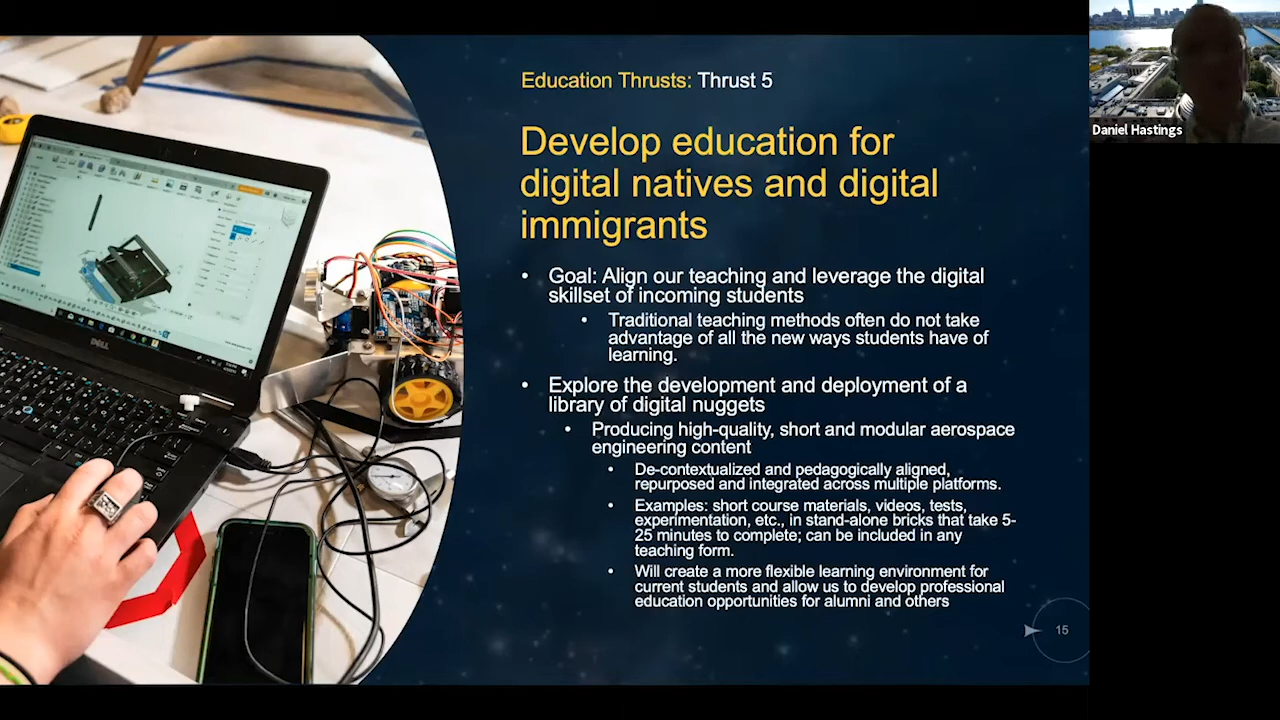 Education Thrusts: Thrust 5
Develop education for
digital natives and digital
immigrants
• Goal: Align our teaching and leverage the digital
skillset of incoming students
• Traditional teaching methods often do not take
advantage of all the new ways students have of
learning.
• Explore the development and deployment of a
library of digital nuggets
• Producing high-quality, short and modular aerospace
engineering content
• De-contextualized and pedagogically aligned,
repurposed and integrated across multiple platforms.
• Examples: short course materials, videos, tests,
experimentation, etc., in stand-alone bricks that take 5-
25 minutes to complete; can be included in any
teaching form.
• Will create a more flexible learning environment for
current students and allow us to develop professional
education opportunities for alumni and others
15
Daniel Hastings
DELL